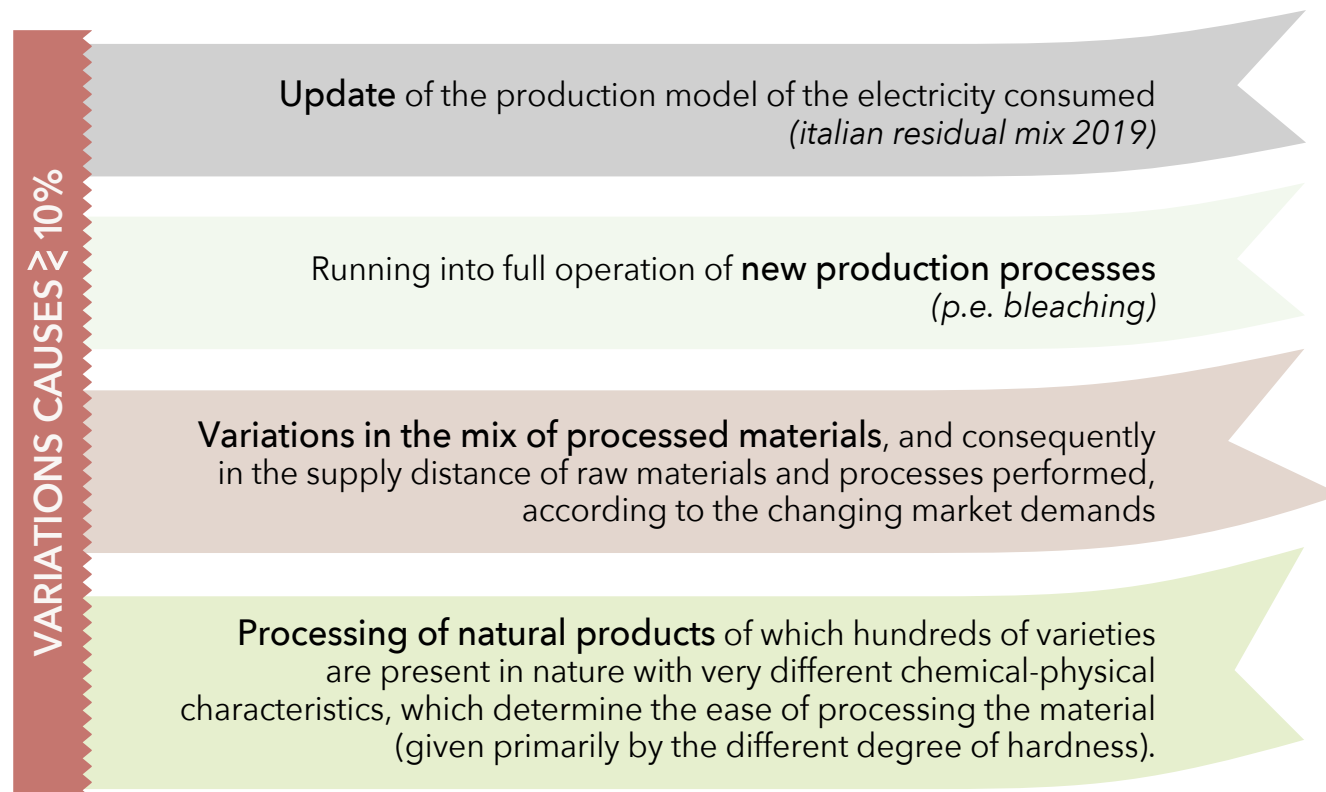 VARIATIONS CAUSES ≥ 10%
Update of the production model of the electricity consumed
(italian residual mix 2019)
Running into full operation of new production processes
(p.e. bleaching)
Variations in the mix of processed materials, and consequently
in the supply distance of raw materials and processes performed,
according to the changing market demands
Processing of natural products of which hundreds of varieties
are present in nature with very different chemical-physical
characteristics, which determine the ease of processing the material
(given primarily by the different degree of hardness).